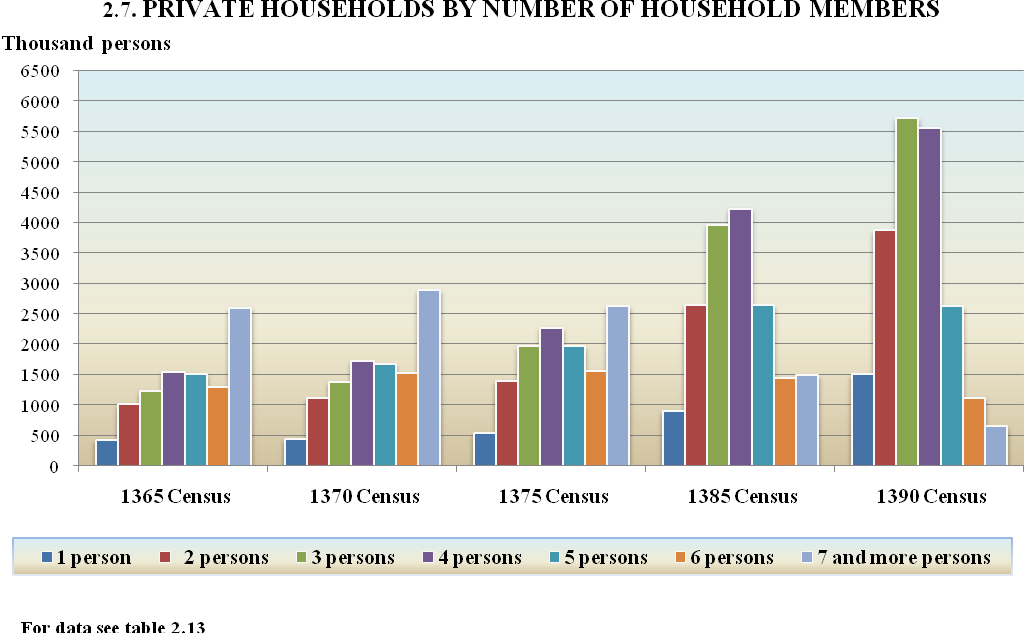 2.7. PRIVATE HOUSEHOLDS BY NUMBER OF HOUSEHOLD MEMBERS
Thousand persons
6500
6000
5500
5000
4500
4000
3500
3000
2500
2000
1500
1000
500
0
1365 Census 1370 Census 1375 Census 1385 Census 1390 Census
1 person 2 persons 3 persons 4 persons 5 persons 6 persons 7 and more persons
For data see table 2.13